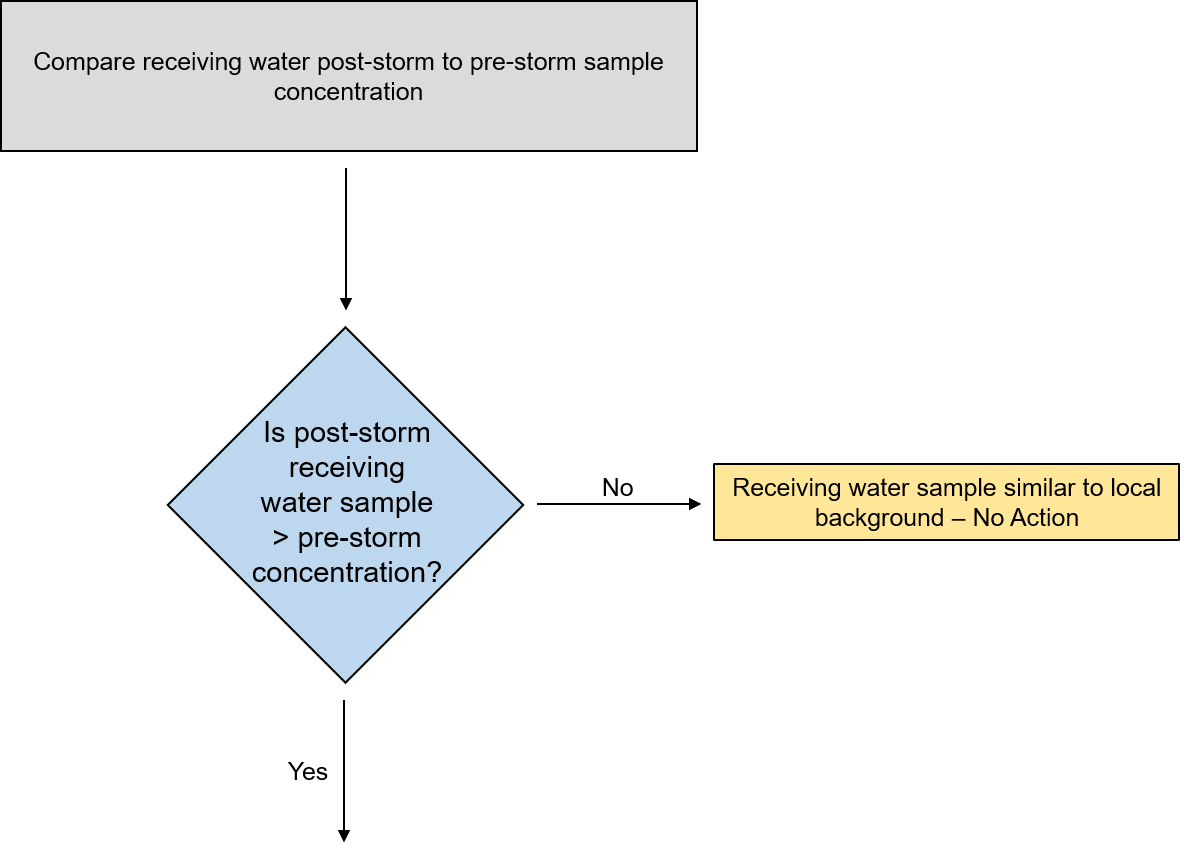 Compare receiving water post-storm to pre-storm sample
concentration
Is post-storm
receiving
water sample
> pre-storm
concentration?
No
Receiving water sample similar to local
background – No Action
Yes